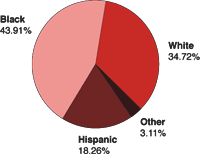 Black
43.91%
White
34.72%
Other
3.11%
Hispanic
18.26%